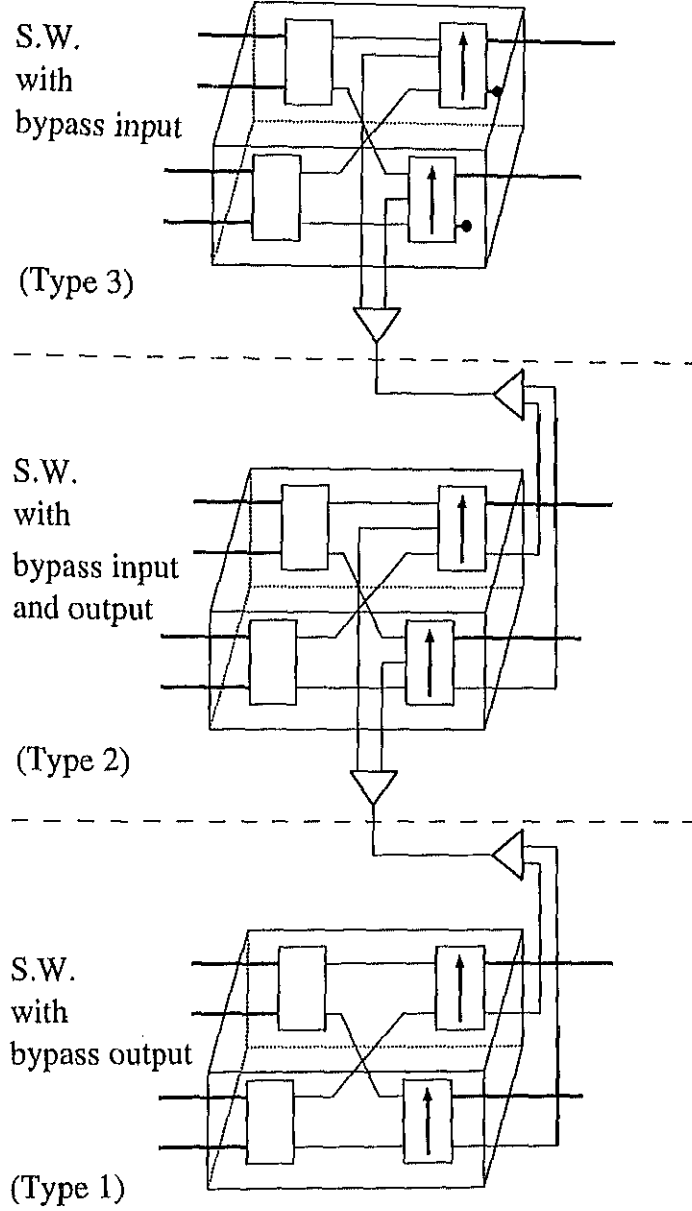 S.W.
with
bypass input
(Type 3)
S.W.
with
bypass input
and output
(Type 2)
S.W.
with
bypass output
(Type 1)